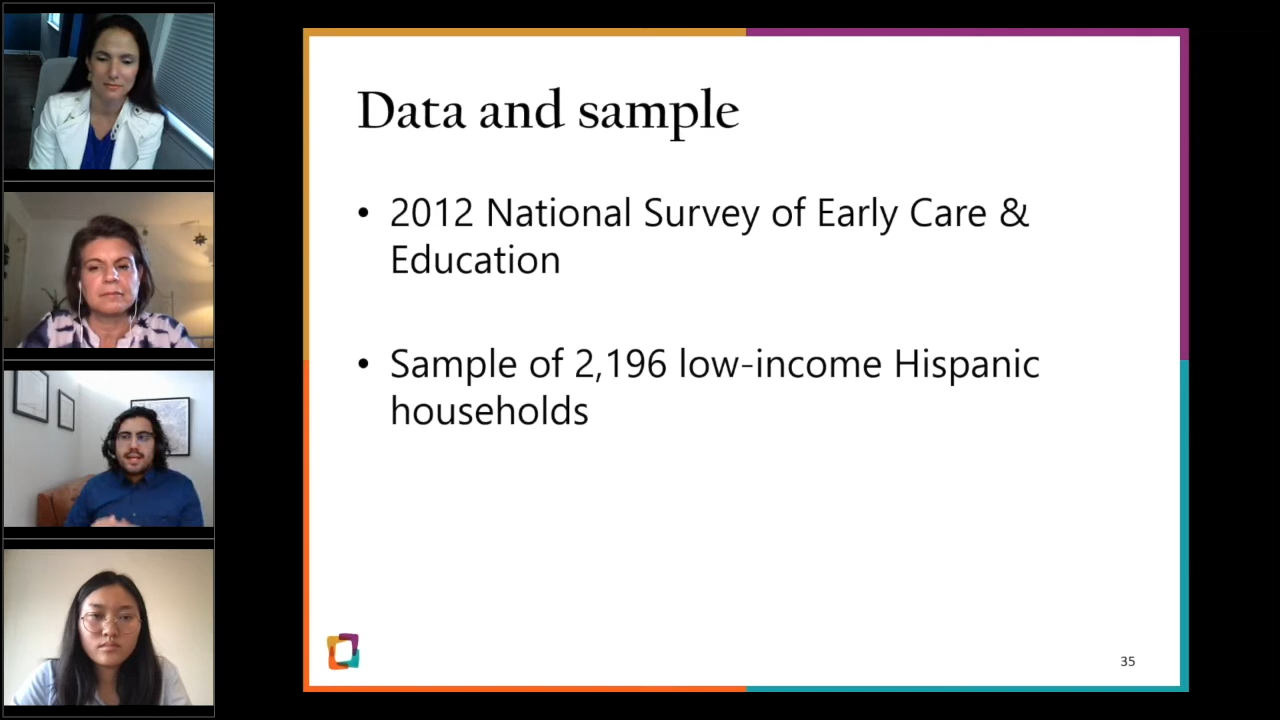 Data and sample
• 2012 National Survey of Early Care &
Education
• Sample of 2,196 low-income Hispanic
households
35